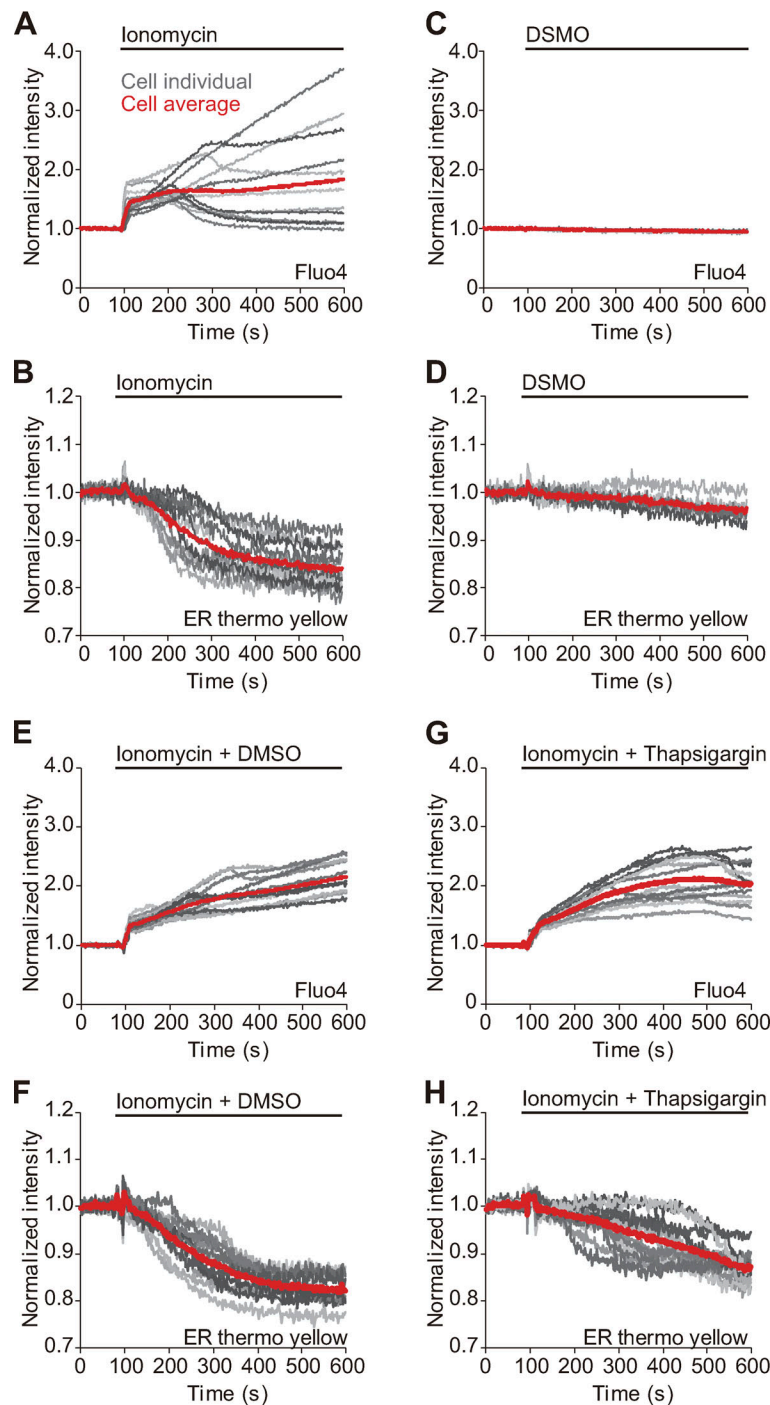 A
Ionomycin
4.0
3.0
2.0
1.0
0
Normalized intensity
Cell individual
Cell average
Fluo4
0 100 200 300 400 500 600
Time (s)
C
DSMO
4.0
3.0
2.0
1.0
0
Normalized intensity
Fluo4
0 100 200 300 400 500 600
Time (s)
B
Ionomycin
1.2
1.1
1.0
0.9
0.8
0.7
Normalized intensity
ER thermo yellow
0 100 200 300 400 500 600
Time (s)
D
DSMO
1.2
1.1
1.0
0.9
0.8
0.7
Normalized intensity
ER thermo yellow
0 100 200 300 400 500 600
Time (s)
E
Ionomycin + DMSO
4.0
3.0
2.0
1.0
0
Normalized intensity
Fluo4
0 100 200 300 400 500 600
Time (s)
G
Ionomycin + Thapsigargin
4.0
3.0
2.0
1.0
0
Normalized intensity
Fluo4
0 100 200 300 400 500 600
Time (s)
F
Ionomycin + DMSO
1.2
1.1
1.0
0.9
0.8
0.7
Normalized intensity
ER thermo yellow
0 100 200 300 400 500 600
Time (s)
H
Ionomycin + Thapsigargin
1.2
1.1
1.0
0.9
0.8
0.7
Normalized intensity
ER thermo yellow
0 100 200 300 400 500 600
Time (s)